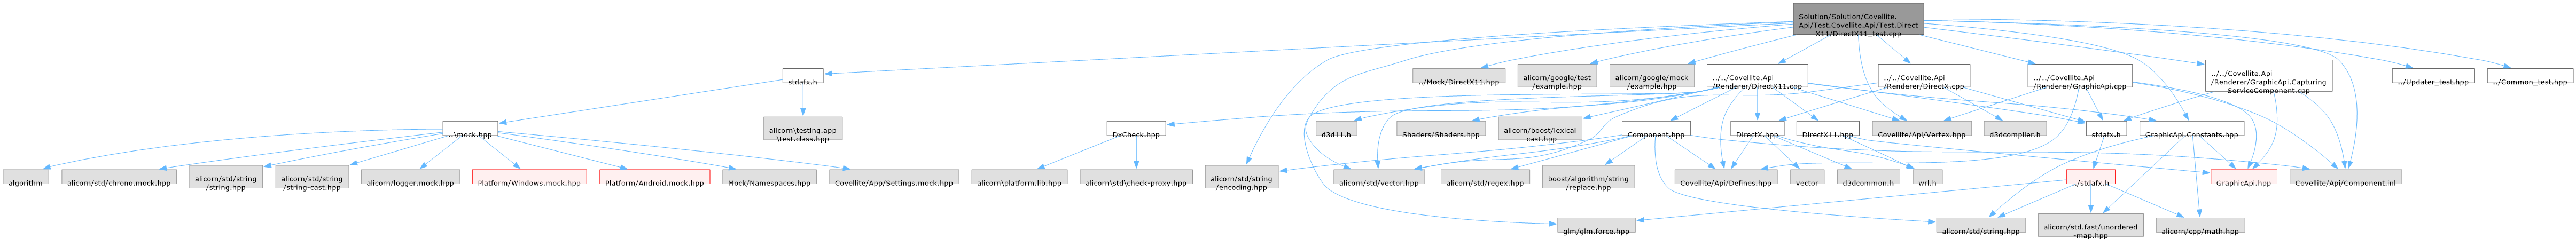 Solution/Solution/Covellite.
Api/Test.Covellite.Api/Test.Direct
X11/DirectX11_test.cpp
stdafx.h
../Mock/DirectX11.hpp
alicorn/google/test
/example.hpp
alicorn/google/mock
/example.hpp
../../Covellite.Api
/Renderer/DirectX11.cpp
../../Covellite.Api
/Renderer/DirectX.cpp
../../Covellite.Api
/Renderer/GraphicApi.cpp
../../Covellite.Api
/Renderer/GraphicApi.Capturing
ServiceComponent.cpp
../Updater_test.hpp
../Common_test.hpp
..\mock.hpp
alicorn\testing.app
\test.class.hpp
DxCheck.hpp
d3d11.h
Shaders/Shaders.hpp
alicorn/boost/lexical
-cast.hpp
Component.hpp
DirectX.hpp
DirectX11.hpp
Covellite/Api/Vertex.hpp
d3dcompiler.h
stdafx.h
GraphicApi.Constants.hpp
algorithm
alicorn/std/chrono.mock.hpp
alicorn/std/string
/string.hpp
alicorn/std/string
/string-cast.hpp
alicorn/logger.mock.hpp
Platform/Windows.mock.hpp
Platform/Android.mock.hpp
Mock/Namespaces.hpp
Covellite/App/Settings.mock.hpp
alicorn\platform.lib.hpp
alicorn\std\check-proxy.hpp
alicorn/std/string
/encoding.hpp
alicorn/std/vector.hpp
alicorn/std/regex.hpp
boost/algorithm/string
/replace.hpp
Covellite/Api/Defines.hpp
vector
d3dcommon.h
wrl.h
../stdafx.h
GraphicApi.hpp
Covellite/Api/Component.inl
glm/glm.force.hpp
alicorn/std/string.hpp
alicorn/std.fast/unordered
-map.hpp
alicorn/cpp/math.hpp